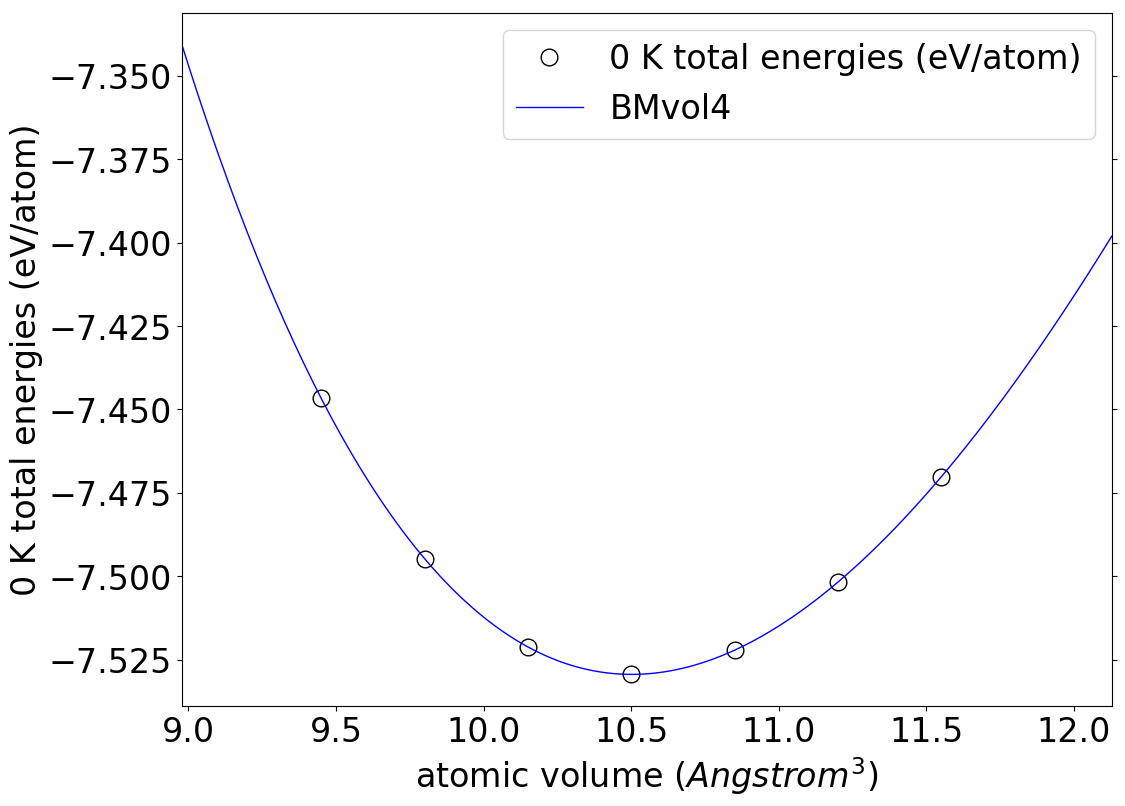 0 K total energies (eV/atom)
BMvol4
−7.350
−7.375
−7.400
−7.425
−7.450
−7.475
−7.500
−7.525
0 K total energies (eV/atom)
9.0 9.5 10.0 10.5 11.0 11.5 12.0
atomic volume (Angstrom³)